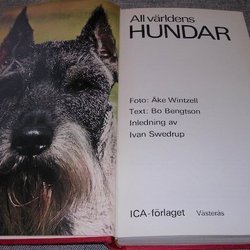 All världens
HUNDAR
Foto: Åke Wintzell
Text: Bo Bengtson
Inledning av
Ivan Swedrup
ICA-förlaget Västerås